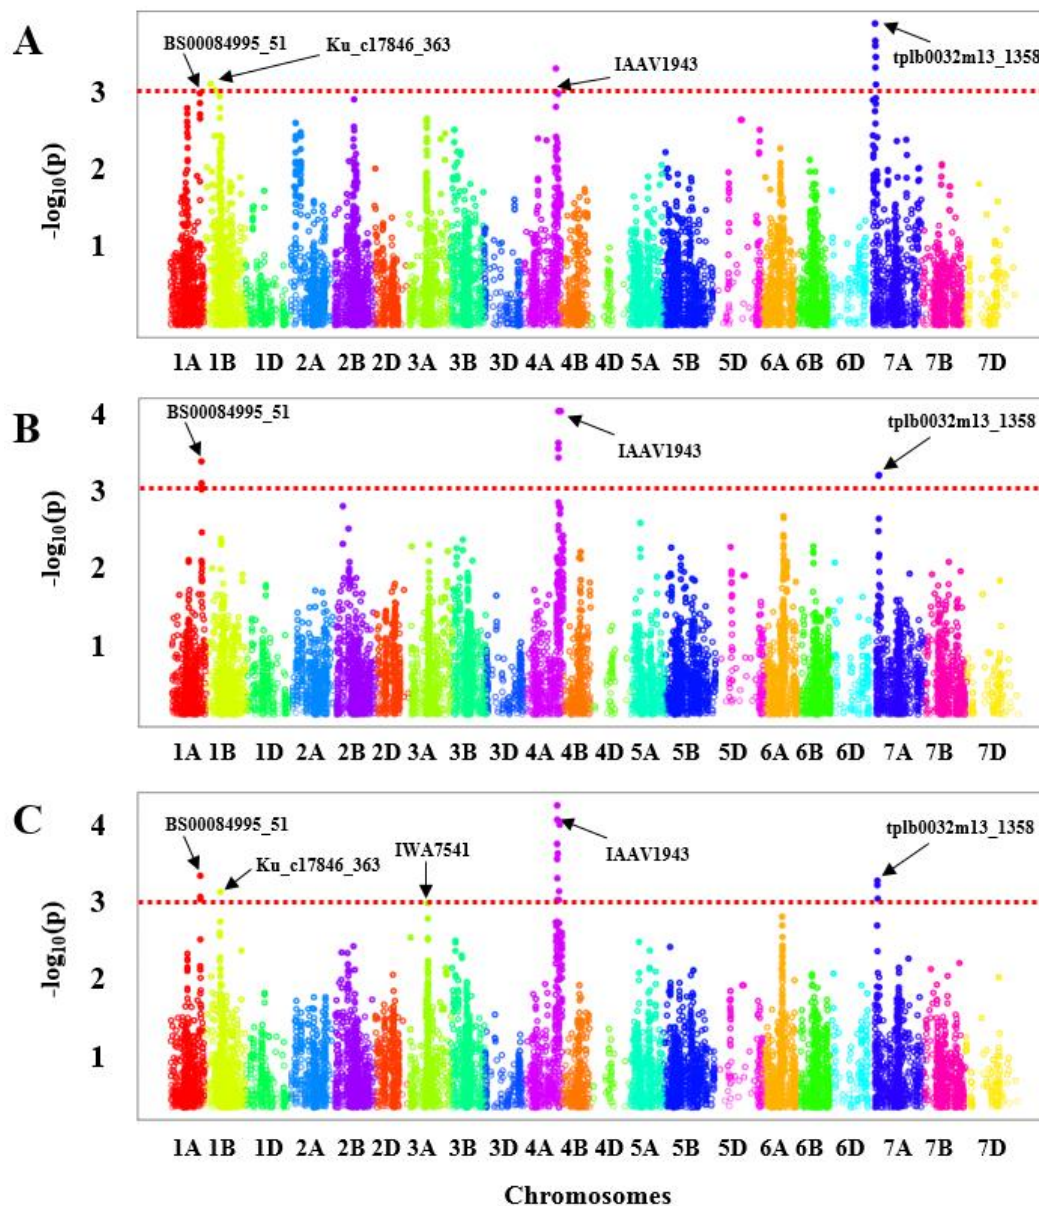 A
BS00084995_51
Ku_c17846_363
IAAV1943
tplb0032m13_1358
3
2
1
-log10(p)
1A 1B 1D 2A 2B 2D 3A 3B 3D 4A 4B 4D 5A 5B 5D 6A 6B 6D 7A 7B 7D
B
BS00084995_51
IAAV1943
tplb0032m13_1358
4
3
2
1
-log10(p)
1A 1B 1D 2A 2B 2D 3A 3B 3D 4A 4B 4D 5A 5B 5D 6A 6B 6D 7A 7B 7D
C
BS00084995_51
Ku_c17846_363
IWA7541
IAAV1943
tplb0032m13_1358
4
3
2
1
-log10(p)
1A 1B 1D 2A 2B 2D 3A 3B 3D 4A 4B 4D 5A 5B 5D 6A 6B 6D 7A 7B 7D
Chromosomes